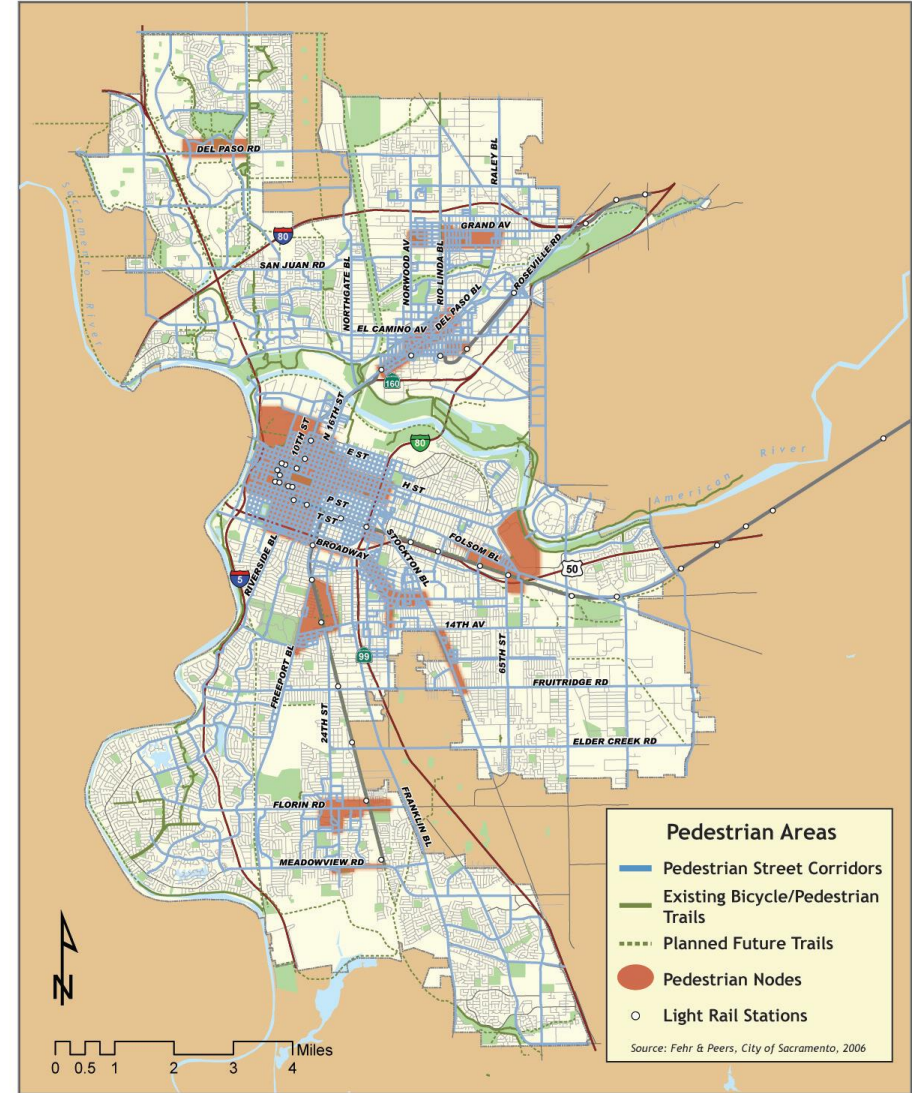 DEL PASO RD
RALEY BL
Sacramento River
80
GRAND AV
SAN JUAN RD
NORTHGATE BL
NORWOOD AV
RIO LINDA BL
DEL PASO BL
ROSEVILLE RD
EL CAMINO AV
160
N 16TH ST
10TH ST
80
E ST
H ST
American River
P ST
T ST
BROADWAY
STOCKTON BL
FOLSOM BL
50
RIVERSIDE BL
5
14TH AV
65TH ST
99
FREEPORT BL
24TH ST
FRUITRIDGE RD
ELDER CREEK RD
FLORIN RD
FRANKLIN BL
MEADOWVIEW RD
Pedestrian Areas
Pedestrian Street Corridors
Existing Bicycle/Pedestrian
Trails
Planned Future Trails
Pedestrian Nodes
Light Rail Stations
Source: Fehr & Peers, City of Sacramento, 2006
N
Miles
0 0.5 1 2 3 4